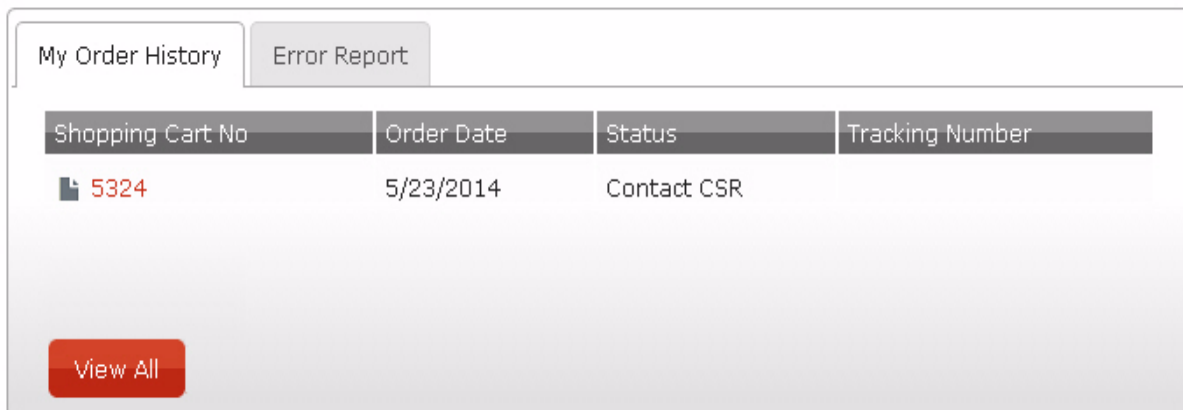 My Order History Error Report
Shopping Cart No Order Date Status Tracking Number
5324 5/23/2014 Contact CSR
View All